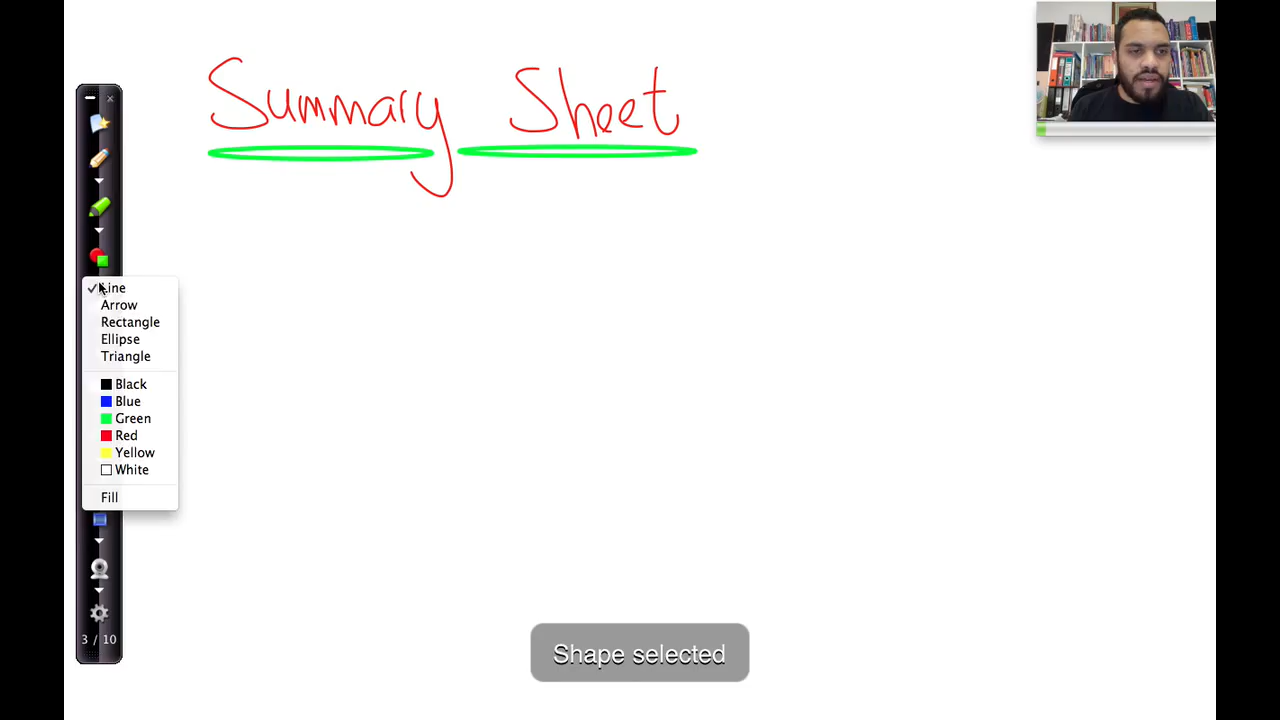 Summary Sheet
Line
Arrow
Rectangle
Ellipse
Triangle
Black
Blue
Green
Red
Yellow
White
Fill
3 / 10
Shape selected